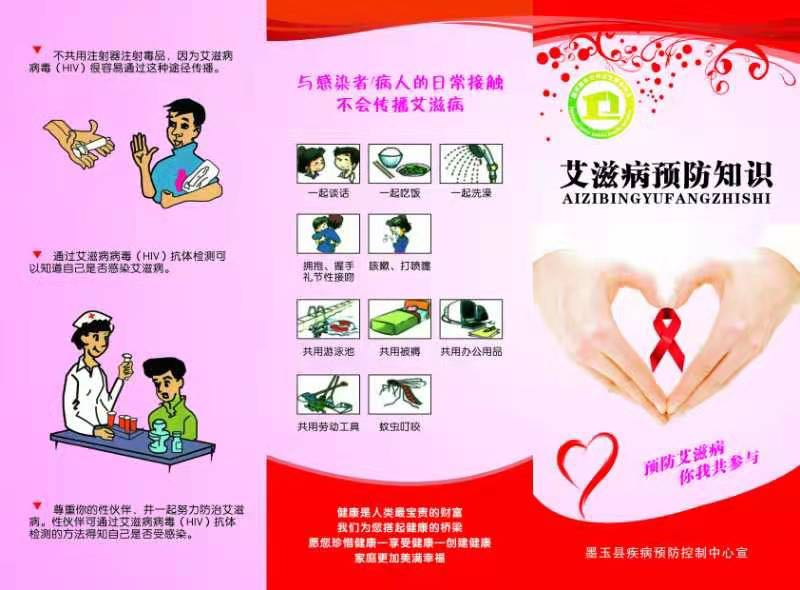 不共用注射器注射毒品，因为艾滋病
病毒（HIV）很容易通过这种途径传播。
通过艾滋病病毒（HIV）抗体检测可
以知道自己是否感染艾滋病。
尊重你的性伙伴、并一起努力防治艾滋
病。性伙伴可通过艾滋病病毒（HIV）抗体
检测的方法得知自己是否受感染。
与感染者/病人的日常接触
不会传播艾滋病
一起谈话
一起吃饭
一起洗澡
拥抱、握手
礼节性接吻
咳嗽、打喷嚏
共用游泳池
共用被褥
共用办公用品
共用劳动工具
蚊虫叮咬
健康是人类最宝贵的财富
我们为您搭起健康的桥梁
愿您珍惜健康—享受健康—创建健康
家庭更加美满幸福
艾滋病预防知识
AIZIBINGYUFANGZHISHI
预防艾滋病
你我共参与
墨玉县疾病预防控制中心宣